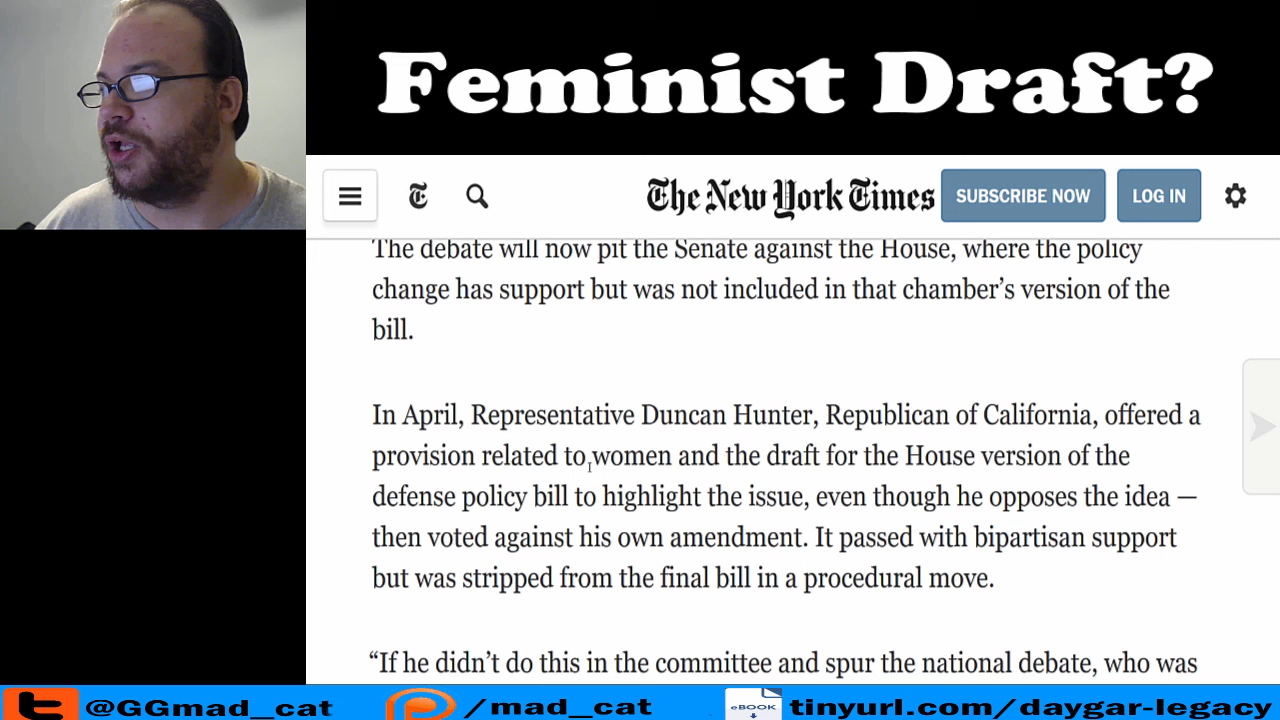 Feminist Draft?
The New York Times
SUBSCRIBE NOW
LOG IN
The debate will now pit the Senate against the House, where the policy
change has support but was not included in that chamber’s version of the
bill.
In April, Representative Duncan Hunter, Republican of California, offered a
provision related to women and the draft for the House version of the
defense policy bill to highlight the issue, even though he opposes the idea —
then voted against his own amendment. It passed with bipartisan support
but was stripped from the final bill in a procedural move.
“If he didn’t do this in the committee and spur the national debate, who was
@GGmad_cat
/mad_cat
eBOOK
tinyurl.com/daygar-legacy